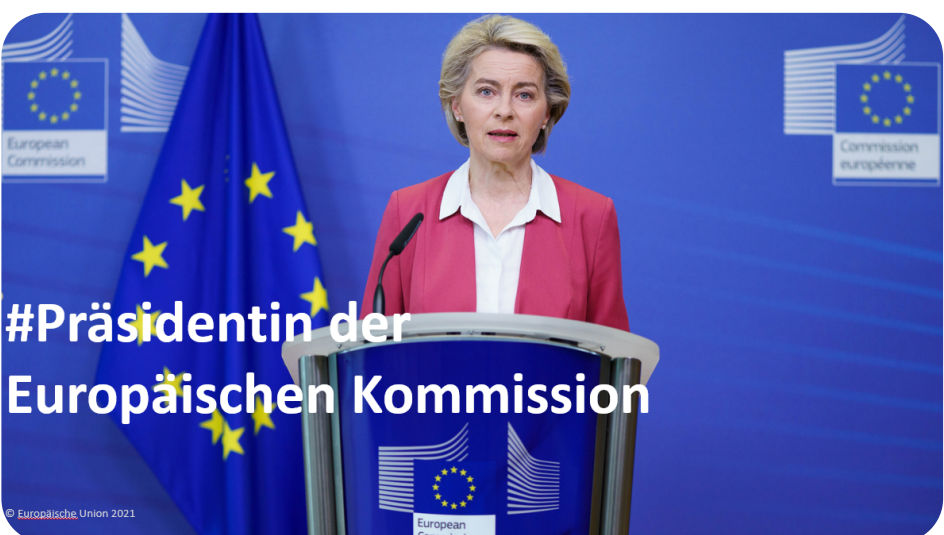 European
Commission
Commission
européenne
#Präsidentin der
Europäischen Kommission
European
© Europäische Union 2021